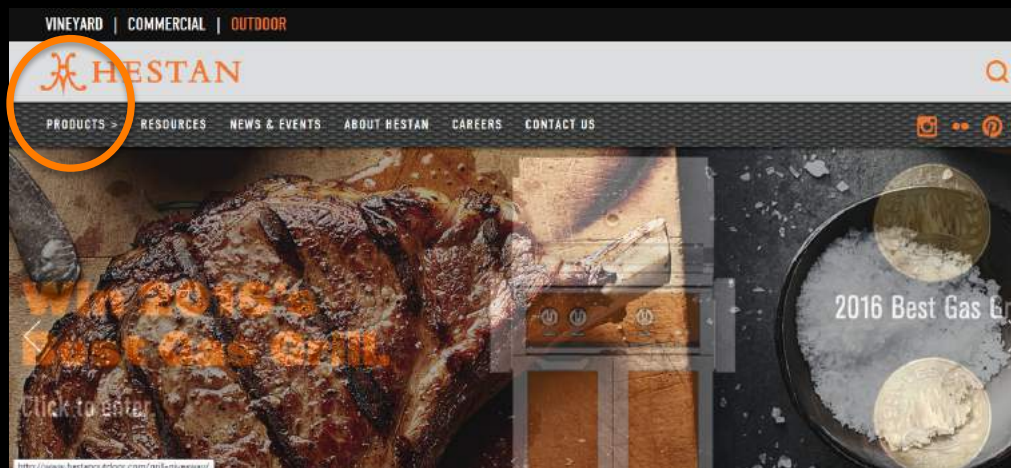 VINEYARD | COMMERCIAL | OUTDOOR
HESTAN
PRODUCTS > RESOURCES NEWS & EVENTS ABOUT HESTAN CAREERS CONTACT US
Win 2016's
Best Gas Grill.
2016 Best Gas
Click to enter